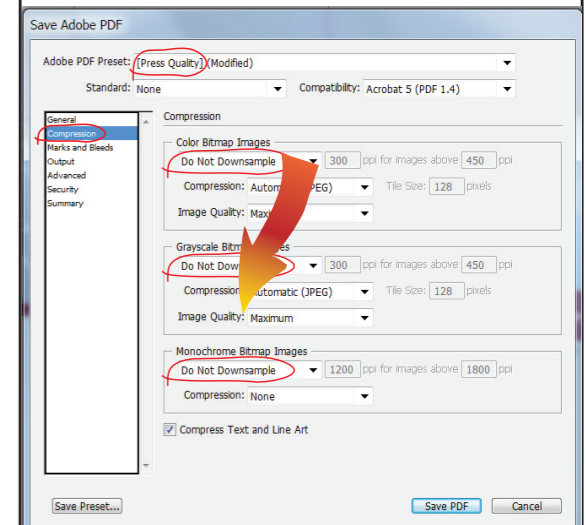 Save Adobe PDF
Adobe PDF Preset: [Press Quality] (Modified)
Standard: None Compatibility: Acrobat 5 (PDF 1.4)
General
Compression
Marks and Bleeds
Output
Advanced
Security
Summary
Compression
Color Bitmap Images
Do Not Downsample 300 ppi for images above 450 ppi
Compression: PEG) Tile Size: 128 pixels
Image Quality:
Grayscale Bitm es
Do Not Dow 300 ppi for images above 450 ppi
Compression Automatic (JPEG) Tile Size: 128 pixels
Image Quality: Maximum
Monochrome Bitmap Images
Do Not Downsample 1200 ppi for images above 1800 ppi
Compression: None
Compress Text and Line Art
Save Preset... Save PDF Cancel